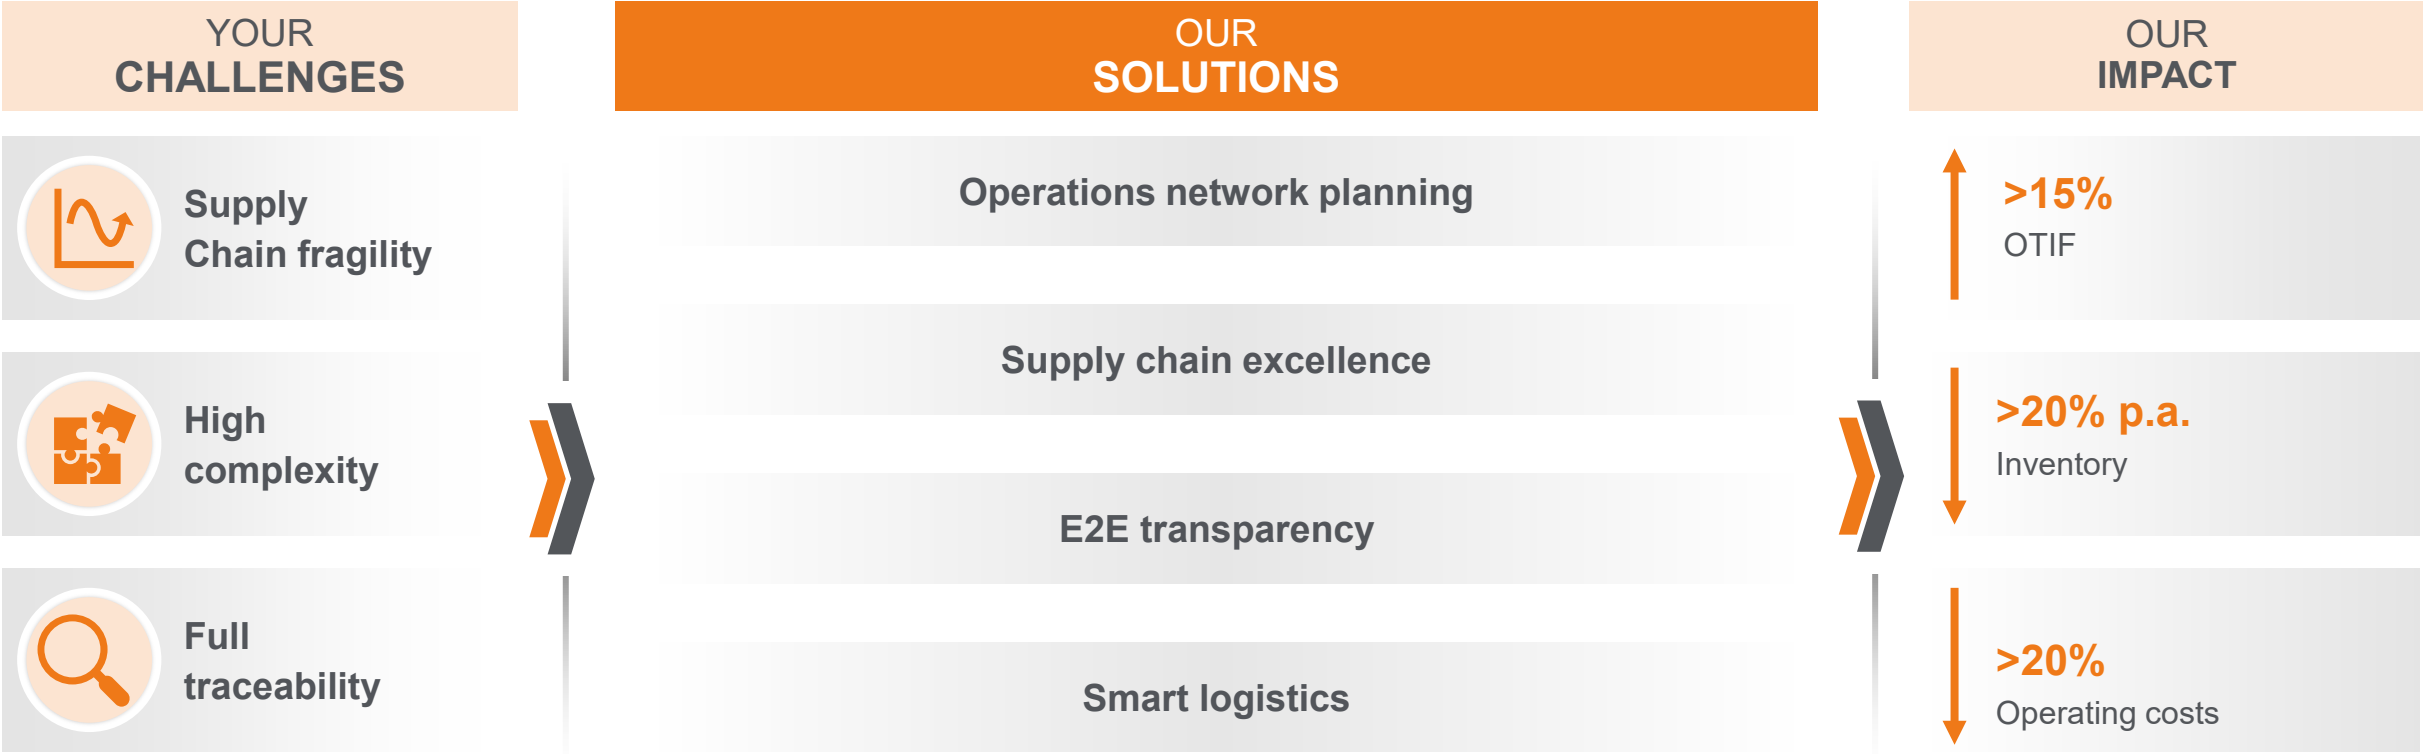 YOUR
CHALLENGES
Supply
Chain fragility
High
complexity
Full
traceability
OUR
SOLUTIONS
Operations network planning
Supply chain excellence
E2E transparency
Smart logistics
OUR
IMPACT
>15%
OTIF
>20% p.a.
Inventory
>20%
Operating costs